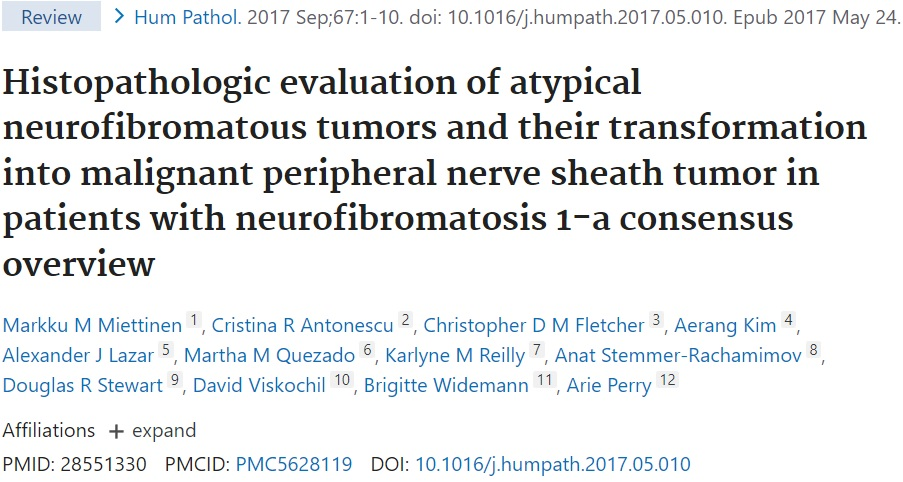 Review > Hum Pathol. 2017 Sep;67:1-10. doi: 10.1016/j.humpath.2017.05.010. Epub 2017 May 24.
Histopathologic evaluation of atypical
neurofibromatous tumors and their transformation
into malignant peripheral nerve sheath tumor in
patients with neurofibromatosis 1-a consensus
overview
Markku M Miettinen 1, Cristina R Antonescu 2, Christopher D M Fletcher 3, Aerang Kim 4,
Alexander J Lazar 5, Martha M Quezado 6, Karlyne M Reilly 7, Anat Stemmer-Rachamimov 8,
Douglas R Stewart 9, David Viskochil 10, Brigitte Widemann 11, Arie Perry 12
Affiliations + expand
PMID: 28551330 PMCID: PMC5628119 DOI: 10.1016/j.humpath.2017.05.010